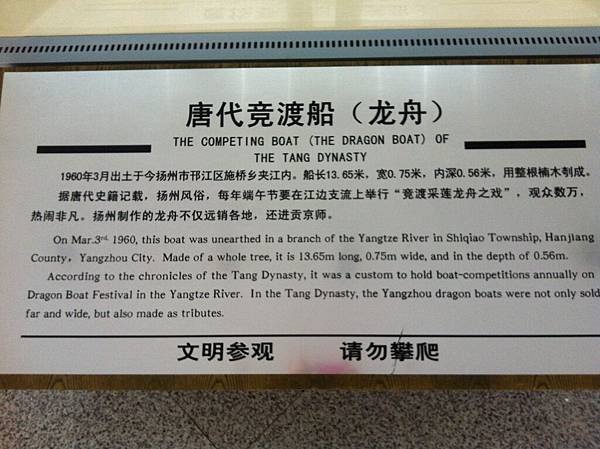 唐代竞渡船（龙舟）
THE COMPETING BOAT (THE DRAGON BOAT) OF
THE TANG DYNASTY
1960年3月出土于今扬州市邗江区施桥乡夹江内。船长13.65米，宽0.75米，内深0.56米，用整根楠木刳成。
据唐代史籍记载，扬州风俗，每年端午节要在江边支流上举行“竞渡采莲龙舟之戏”，观众数万，
热闹非凡。扬州制作的龙舟不仅远销各地，还进贡京师。
On Mar.3rd. 1960, this boat was unearthed in a branch of the Yangtze River in Shiqiao Township, Hanjiang
County, Yangzhou City. Made of a whole tree, it is 13.65m long, 0.75m wide, and in the depth of 0.56m.
According to the chronicles of the Tang Dynasty, it was a custom to hold boat-competitions annually on
Dragon Boat Festival in the Yangtze River. In the Tang Dynasty, the Yangzhou dragon boats were not only sold
far and wide, but also made as tributes.
文明参观 请勿攀爬